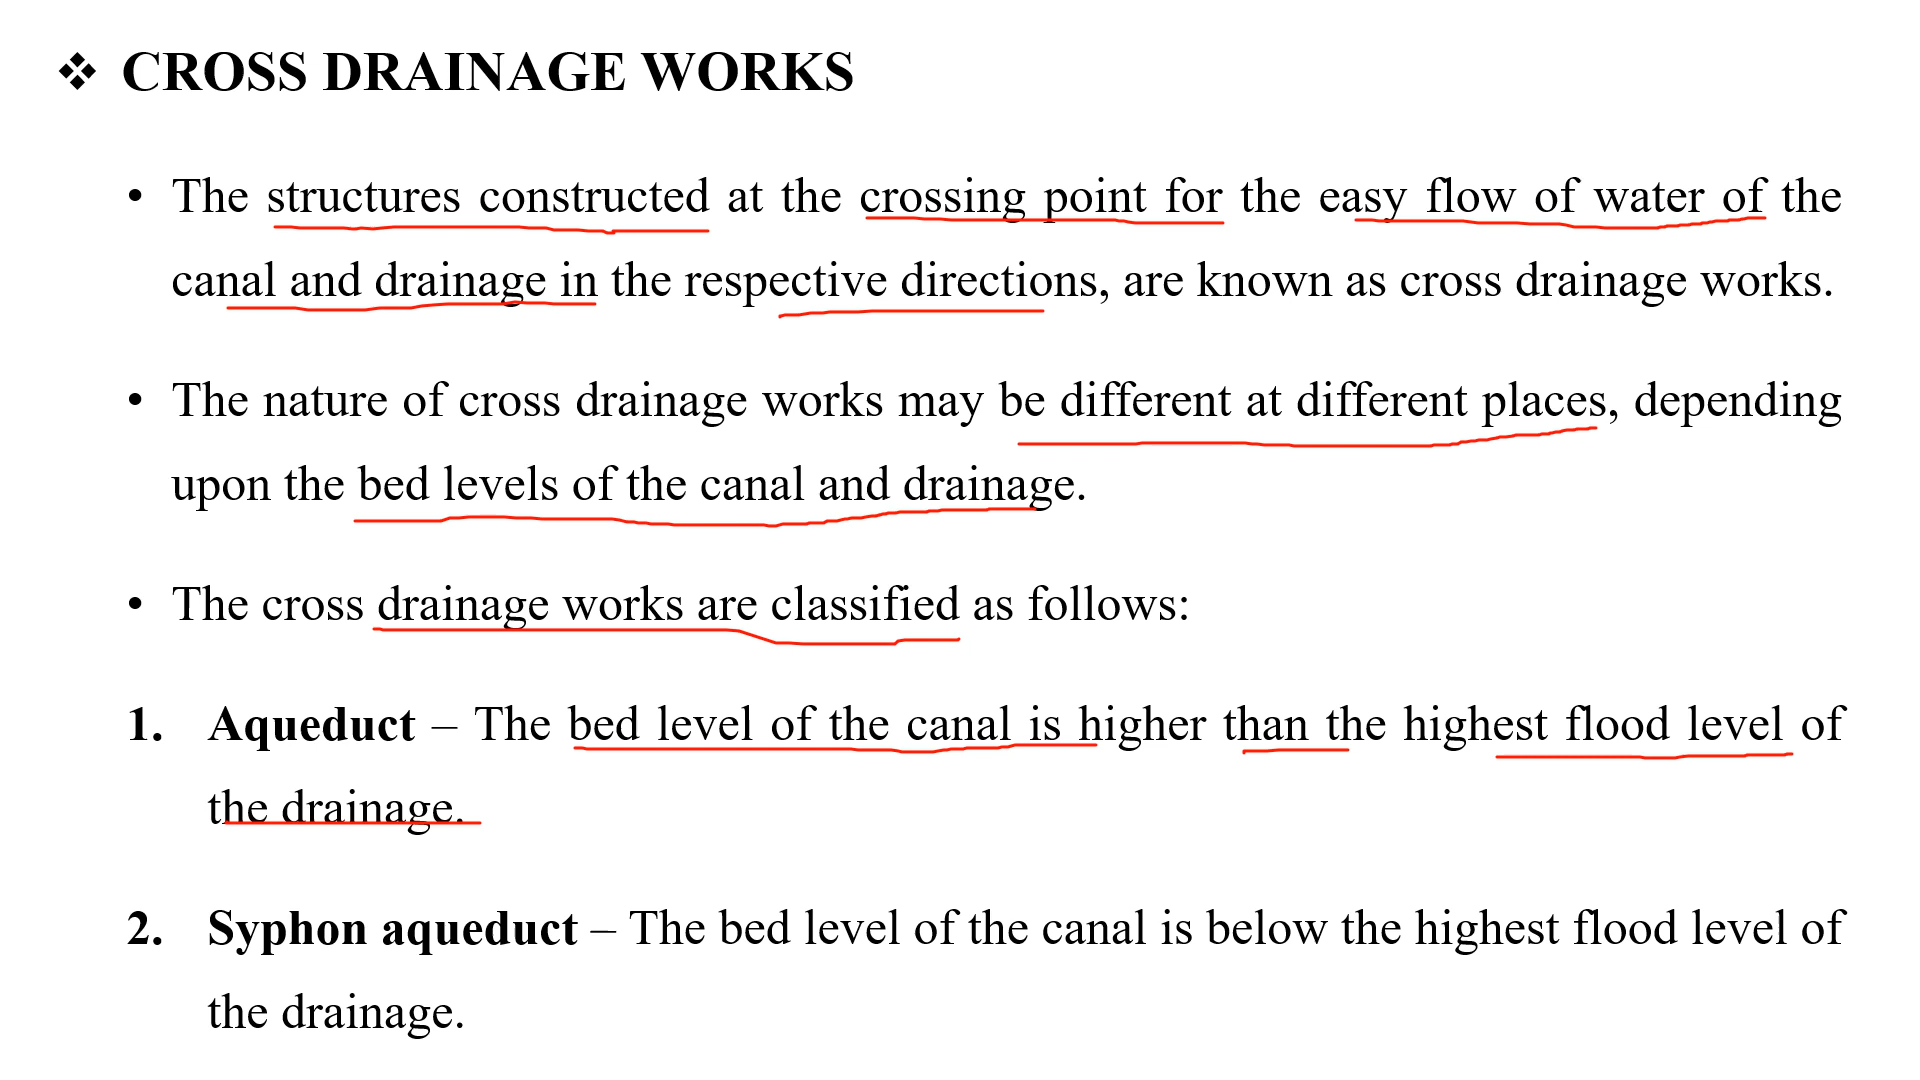 ❖ CROSS DRAINAGE WORKS
• The structures constructed at the crossing point for the easy flow of water of the
canal and drainage in the respective directions, are known as cross drainage works.
• The nature of cross drainage works may be different at different places, depending
upon the bed levels of the canal and drainage.
• The cross drainage works are classified as follows:
1. Aqueduct – The bed level of the canal is higher than the highest flood level of
the drainage.
2. Syphon aqueduct – The bed level of the canal is below the highest flood level of
the drainage.